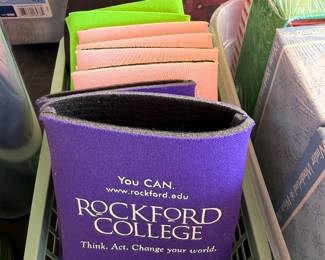 You CAN.
www.rockford.edu
ROCKFORD
COLLEGE
Think. Act. Change your world.